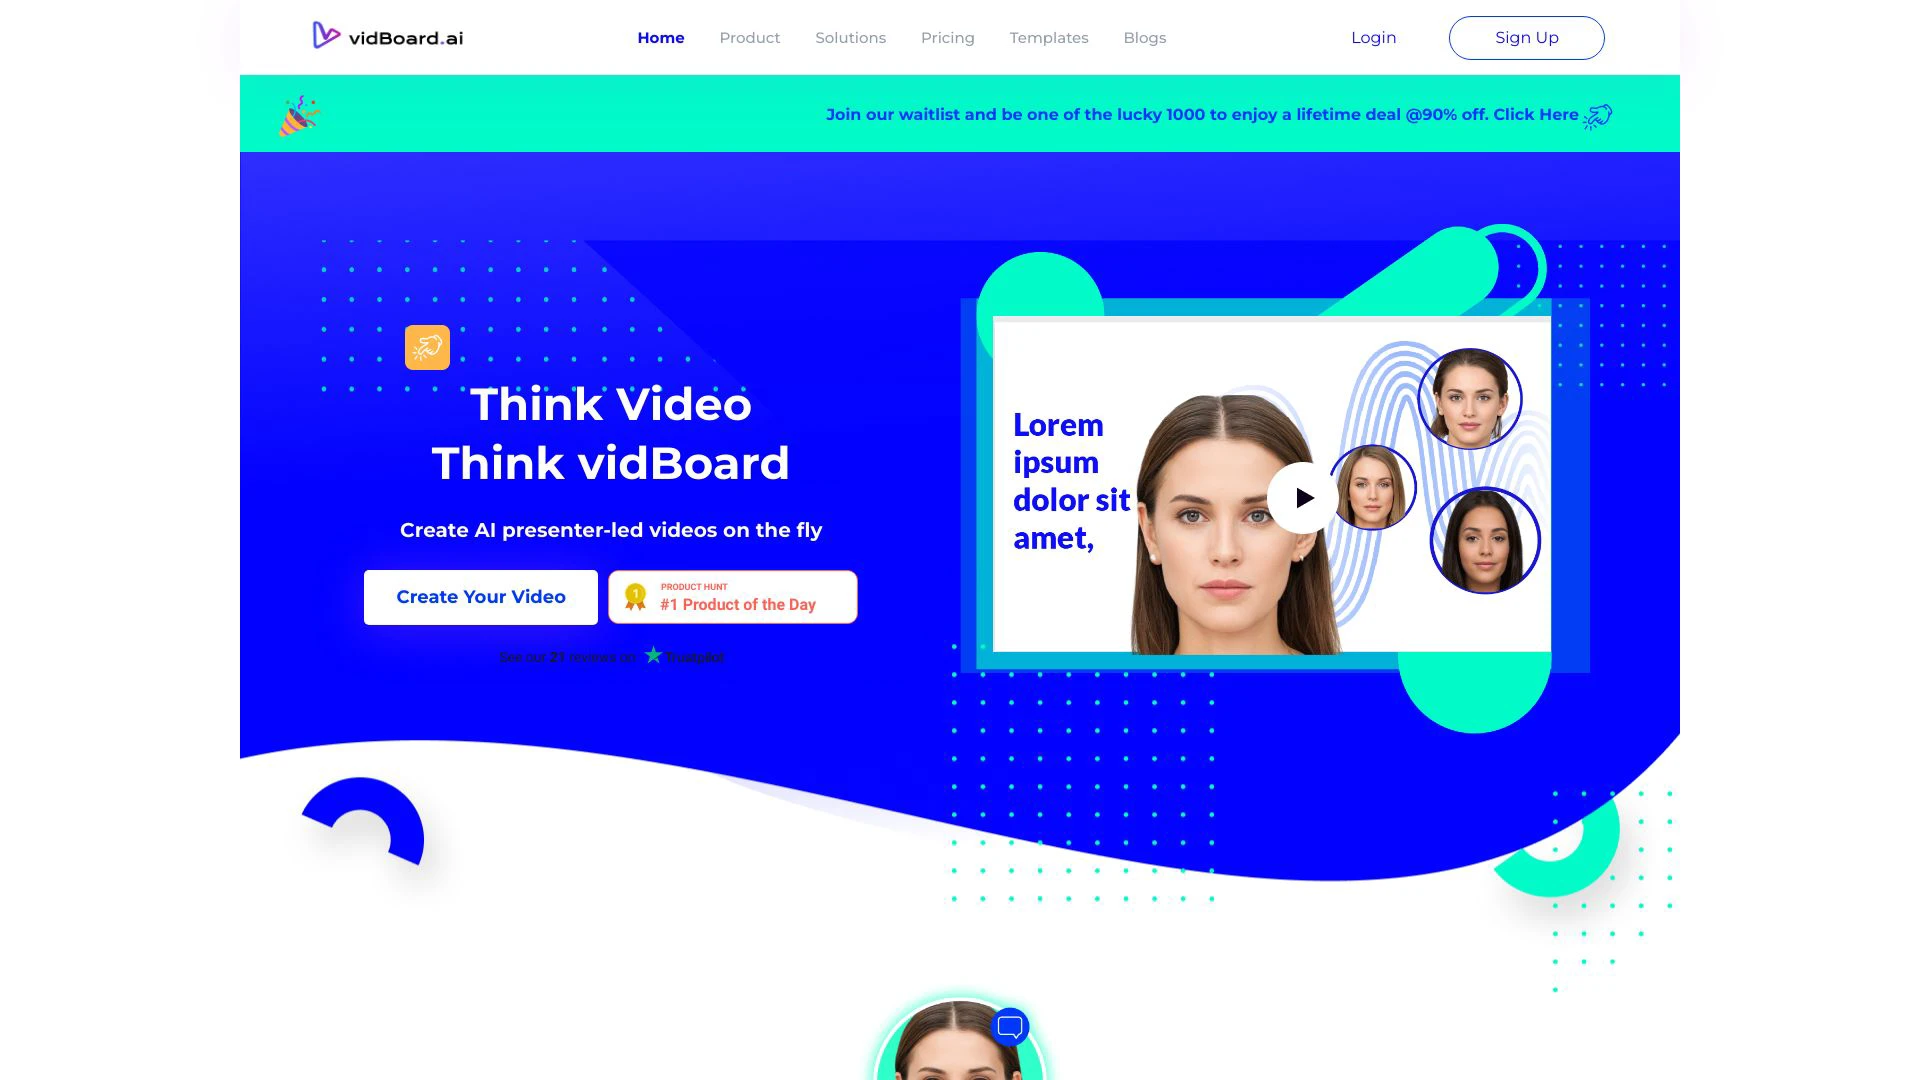 vidBoard.ai
Home
Product
Solutions
Pricing
Templates
Blogs
Login
Sign Up
Join our waitlist and be one of the lucky 1000 to enjoy a lifetime deal @90% off. Click Here
Think Video
Think vidBoard
Create AI presenter-led videos on the fly
Create Your Video
1
PRODUCT HUNT
#1 Product of the Day
See our 21 reviews on
Trustpilot
Lorem
ipsum
dolor sit
amet,